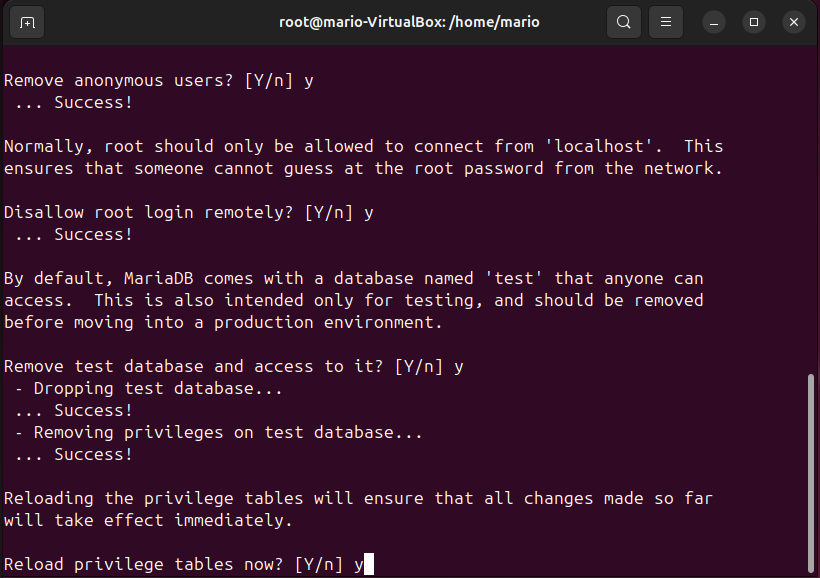 root@mario-VirtualBox: /home/mario
Remove anonymous users? [Y/n] y
 ... Success!
Normally, root should only be allowed to connect from 'localhost'.  This
ensures that someone cannot guess at the root password from the network.
Disallow root login remotely? [Y/n] y
 ... Success!
By default, MariaDB comes with a database named 'test' that anyone can
access.  This is also intended only for testing, and should be removed
before moving into a production environment.
Remove test database and access to it? [Y/n] y
 - Dropping test database...
 ... Success!
 - Removing privileges on test database...
 ... Success!
Reloading the privilege tables will ensure that all changes made so far
will take effect immediately.
Reload privilege tables now? [Y/n] y